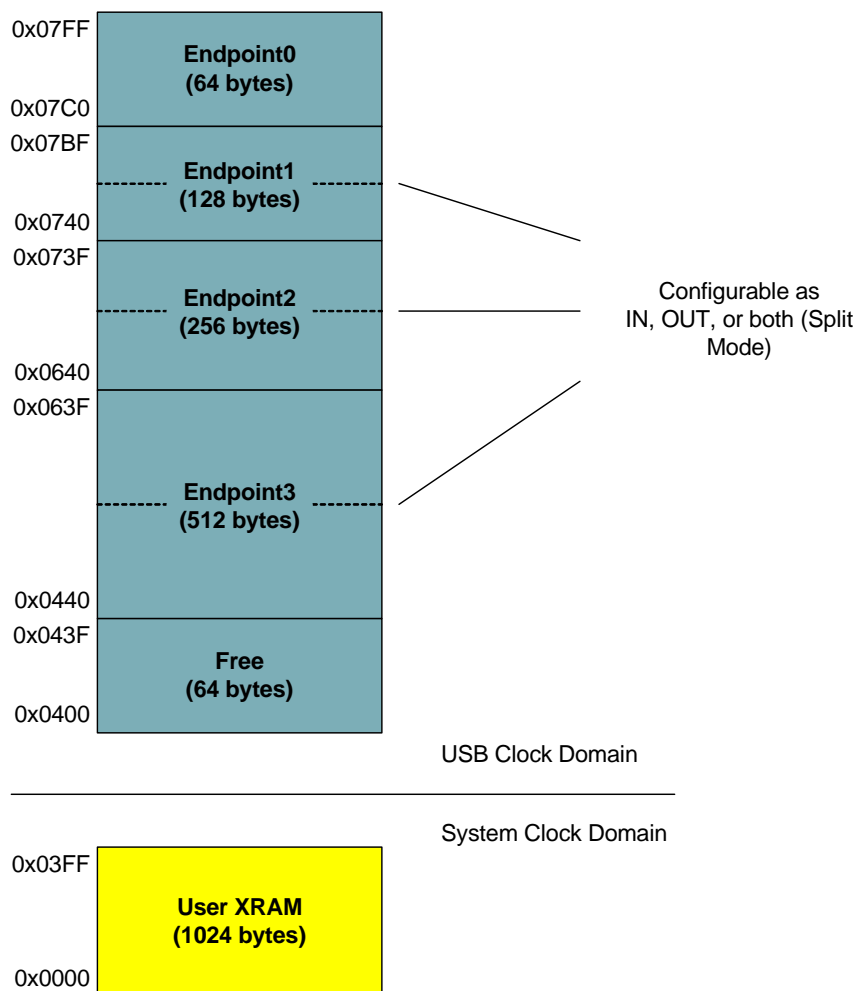 0x07FF
Endpoint0
(64 bytes)
0x07C0
0x07BF
Endpoint1
(128 bytes)
0x0740
0x073F
Endpoint2
(256 bytes)
0x0640
0x063F
Configurable as
IN, OUT, or both (Split
Mode)
Endpoint3
(512 bytes)
0x0440
0x043F
Free
(64 bytes)
0x0400
USB Clock Domain
System Clock Domain
0x03FF
User XRAM
(1024 bytes)
0x0000